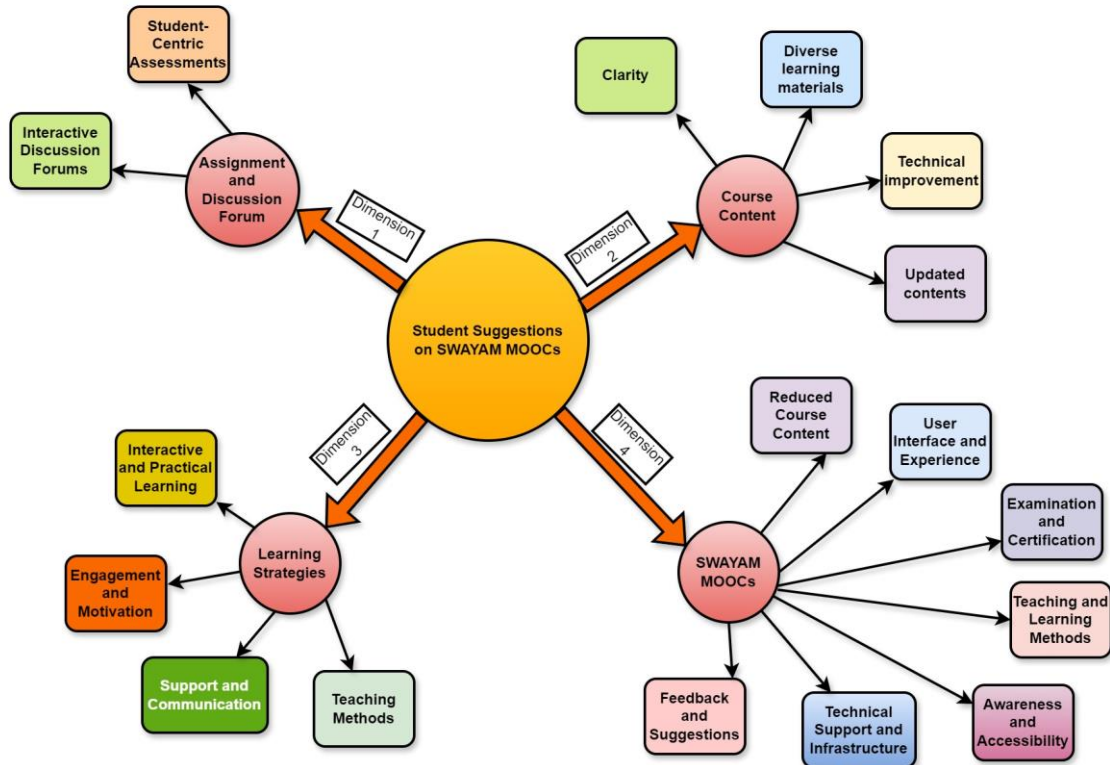 Student-
Centric
Assessments
Interactive
Discussion
Forums
Assignment
and
Discussion
Forum
Dimension
1
Clarity
Diverse
learning
materials
Technical
improvement
Course
Content
Updated
contents
Dimension
2
Student Suggestions
on SWAYAM MOOCs
Dimension
3
Interactive
and Practical
Learning
Learning
Strategies
Engagement
and
Motivation
Support and
Communication
Teaching
Methods
Dimension
4
Reduced
Course
Content
User
Interface and
Experience
Examination
and
Certification
SWAYAM
MOOCs
Teaching and
Learning
Methods
Feedback
and
Suggestions
Technical
Support and
Infrastructure
Awareness
and
Accessibility